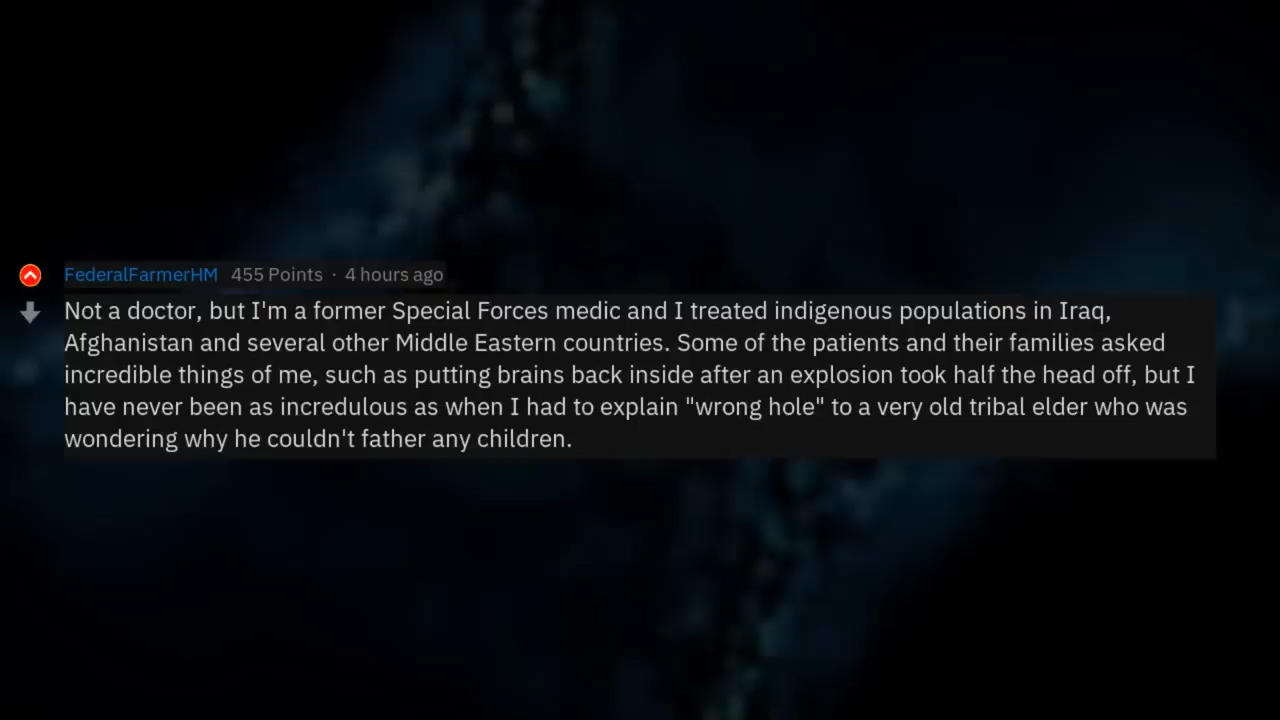 FederalFarmerHM 455 Points · 4 hours ago
Not a doctor, but I'm a former Special Forces medic and I treated indigenous populations in Iraq,
Afghanistan and several other Middle Eastern countries. Some of the patients and their families asked
incredible things of me, such as putting brains back inside after an explosion took half the head off, but I
have never been as incredulous as when I had to explain "wrong hole" to a very old tribal elder who was
wondering why he couldn't father any children.